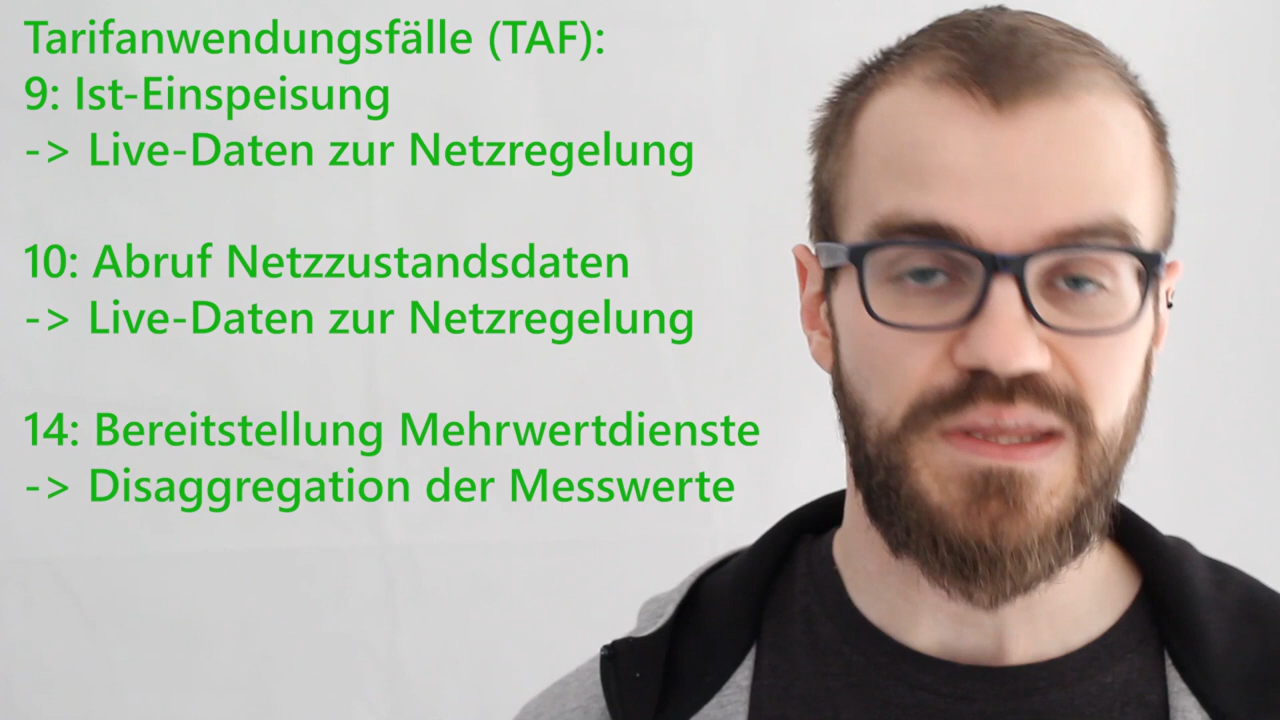 Tarifanwendungsfälle (TAF):
9: Ist-Einspeisung
-> Live-Daten zur Netzregelung
10: Abruf Netzzustandsdaten
-> Live-Daten zur Netzregelung
14: Bereitstellung Mehrwertdienste
-> Disaggregation der Messwerte